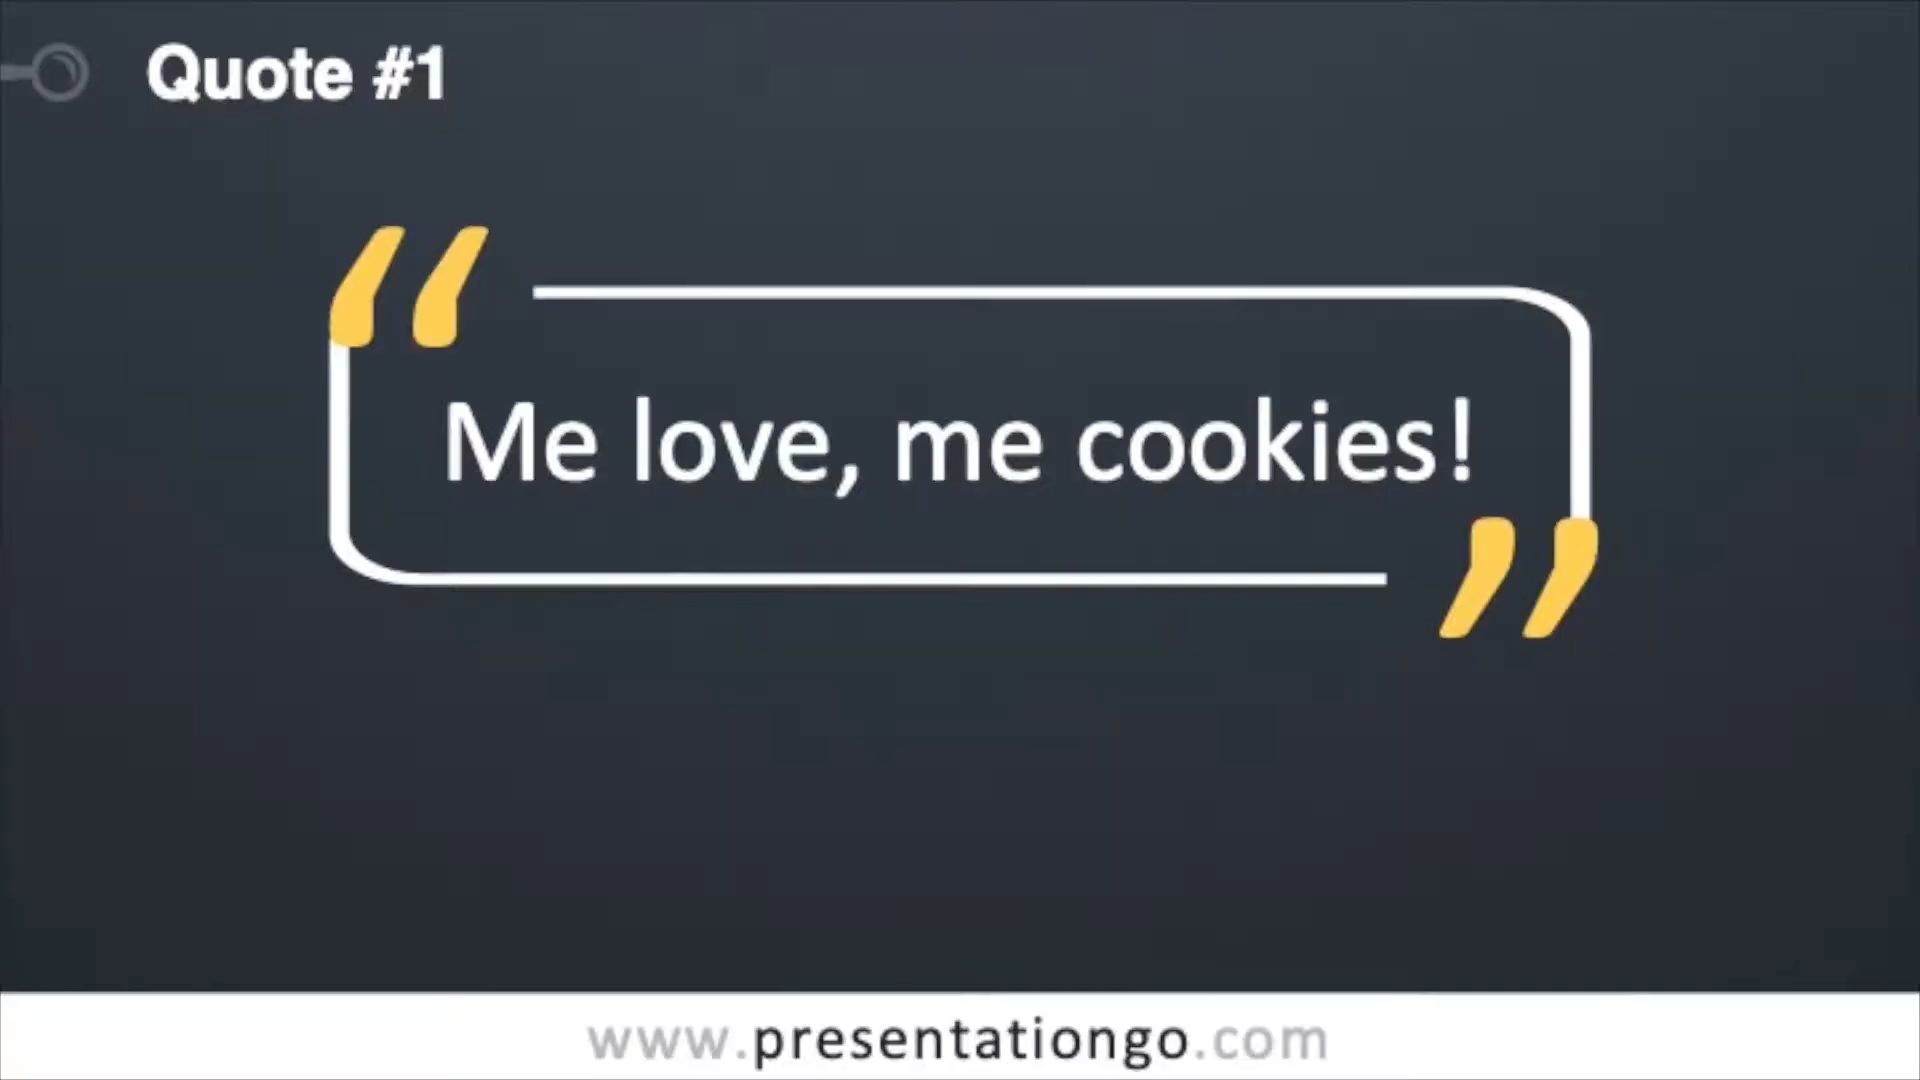 Quote #1
“
Me love, me cookies!
”
www.presentationgo.com